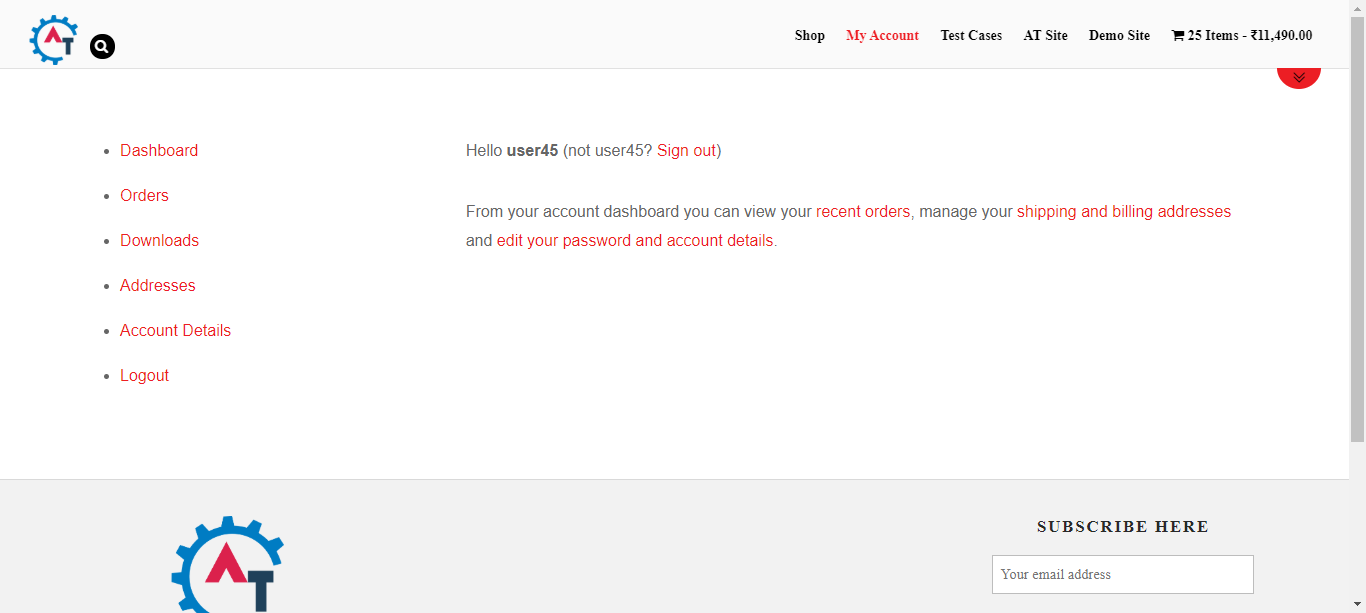 AT
Shop My Account Test Cases AT Site Demo Site 25 Items - ₹11,490.00
Dashboard
Orders
Downloads
Addresses
Account Details
Logout
Hello user45 (not user45? Sign out)
From your account dashboard you can view your recent orders, manage your shipping and billing addresses
and edit your password and account details.
AT
SUBSCRIBE HERE
Your email address